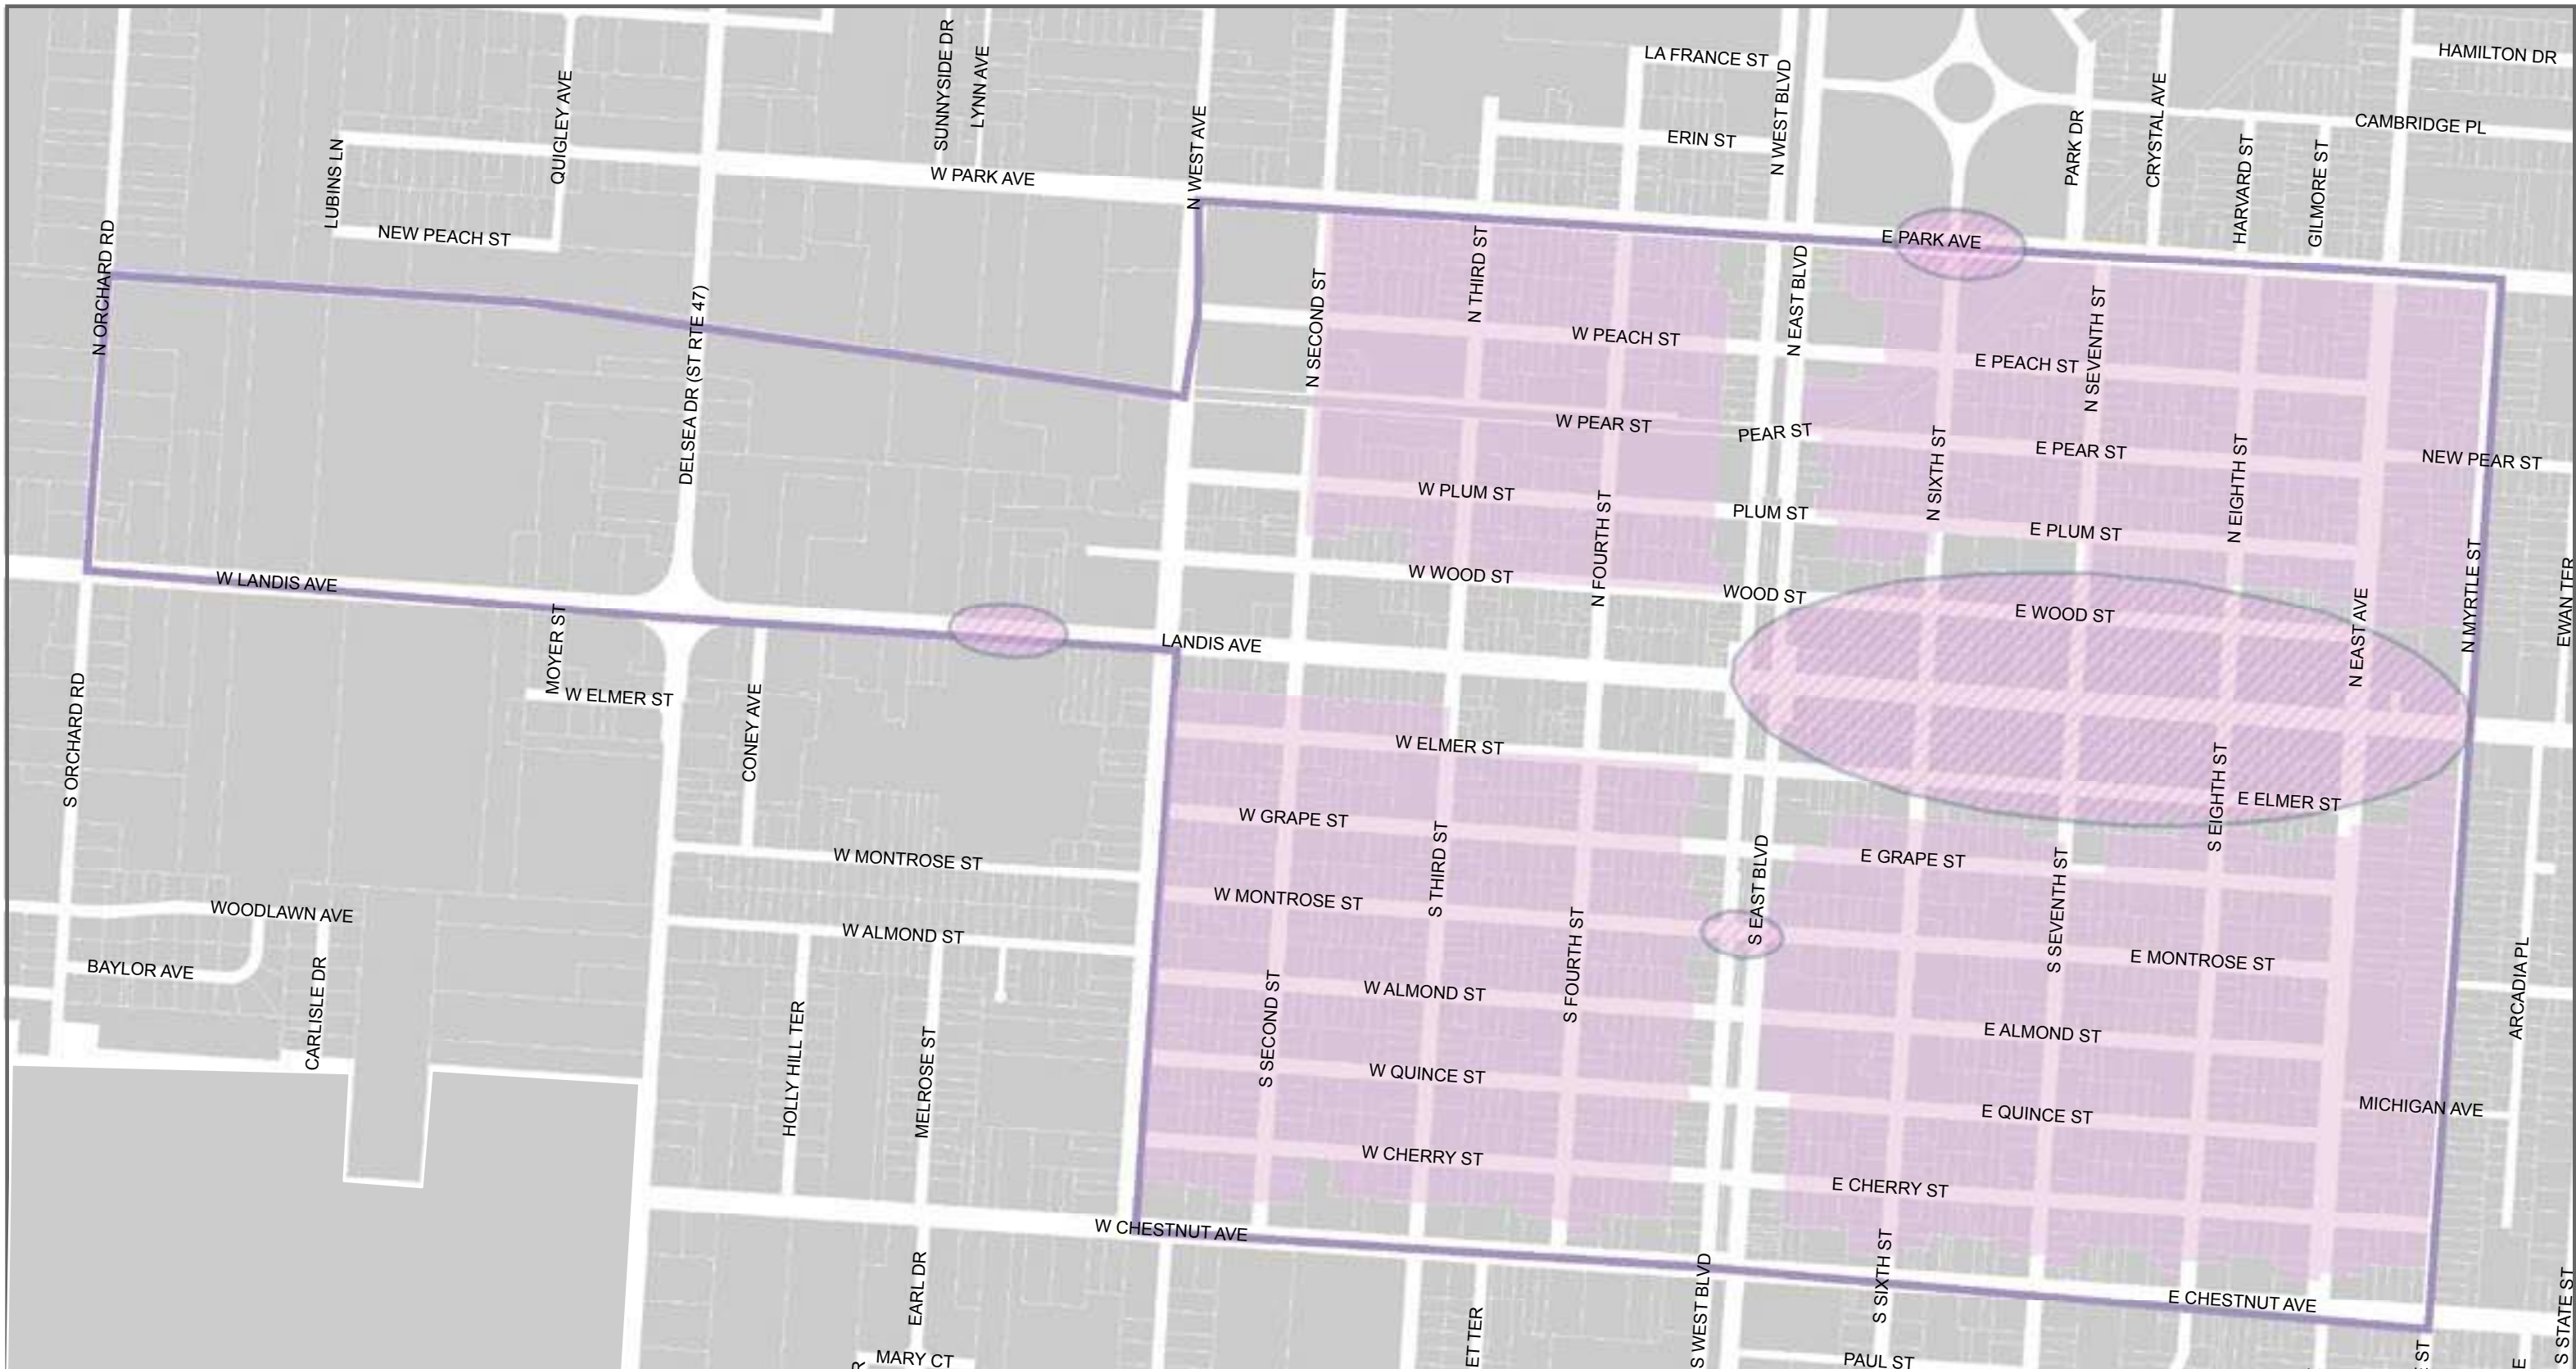 SUNNYSIDE DR
LYNN AVE
LA FRANCE ST
HAMILTON DR
QUIGLEY AVE
N WEST BLVD
CRYSTAL AVE
N WEST AVE
PARK DR
CAMBRIDGE PL
ERIN ST
LUBINS LN
HARVARD ST
GILMORE ST
W PARK AVE
NEW PEACH ST
E PARK AVE
N ORCHARD RD
N THIRD ST
N EAST BLVD
N SECOND ST
DELSEA DR (ST RTE 47)
N SEVENTH ST
W PEACH ST
E PEACH ST
W PEAR ST
PEAR ST
E PEAR ST
NEW PEAR ST
N SIXTH ST
N EIGHTH ST
W PLUM ST
PLUM ST
E PLUM ST
N FOURTH ST
N MYRTLE ST
EWAN TER
W LANDIS AVE
W WOOD ST
WOOD ST
E WOOD ST
MOYER ST
LANDIS AVE
N EAST AVE
W ELMER ST
S ORCHARD RD
CONEY AVE
W ELMER ST
S EIGHTH ST
E ELMER ST
W GRAPE ST
S THIRD ST
S EAST BLVD
E GRAPE ST
W MONTROSE ST
S SEVENTH ST
W MONTROSE ST
WOODLAWN AVE
W ALMOND ST
S FOURTH ST
E MONTROSE ST
BAYLOR AVE
ARCADIA PL
CARLISLE DR
W ALMOND ST
S SECOND ST
E ALMOND ST
HOLLY HILL TER
MELROSE ST
W QUINCE ST
E QUINCE ST
MICHIGAN AVE
W CHERRY ST
E CHERRY ST
W CHESTNUT AVE
S SIXTH ST
EARL DR
S WEST BLVD
E CHESTNUT AVE
S STATE ST
ET TER
MARY CT
PAUL ST
ST
E
R